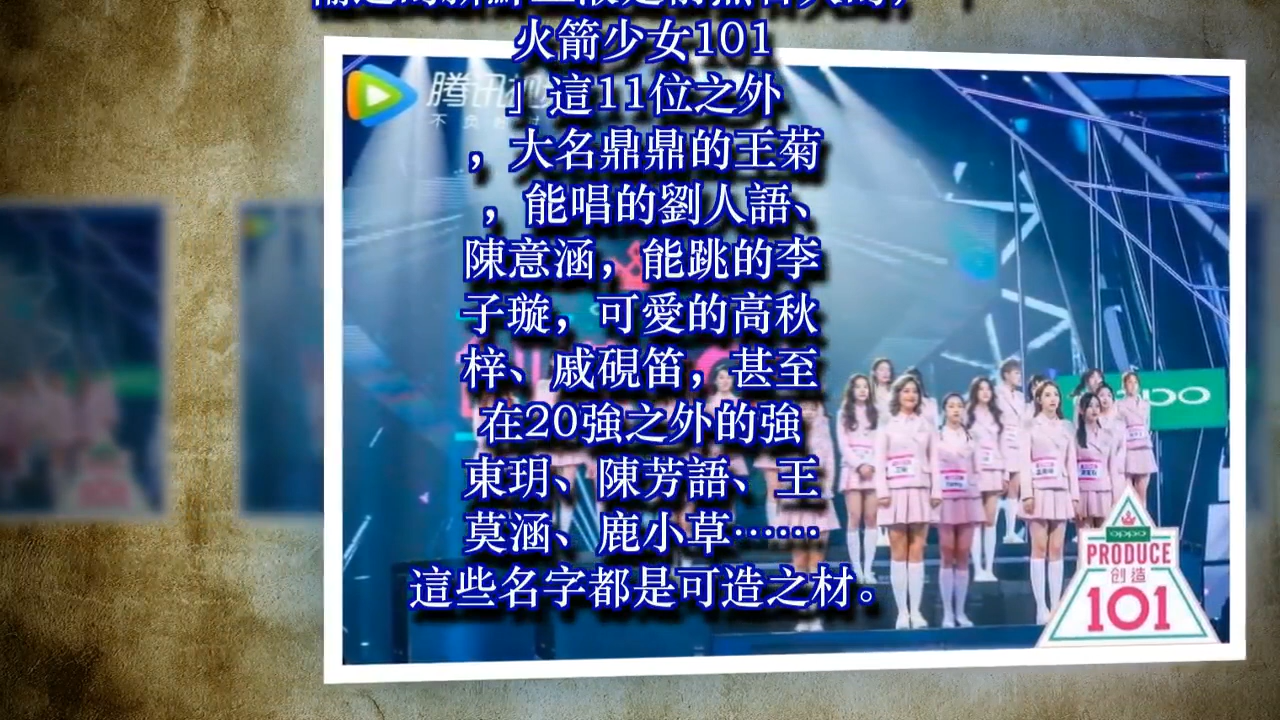 火箭少女101
」這11位之外
，大名鼎鼎的王菊
，能唱的劉人語、
陳意涵，能跳的李
子璇，可愛的高秋
梓、戚硯笛，甚至
在20強之外的強
東玥、陳芳語、王
莫涵、鹿小草……
這些名字都是可造之材。
腾讯
oppo
oppo
PRODUCE
创造
101